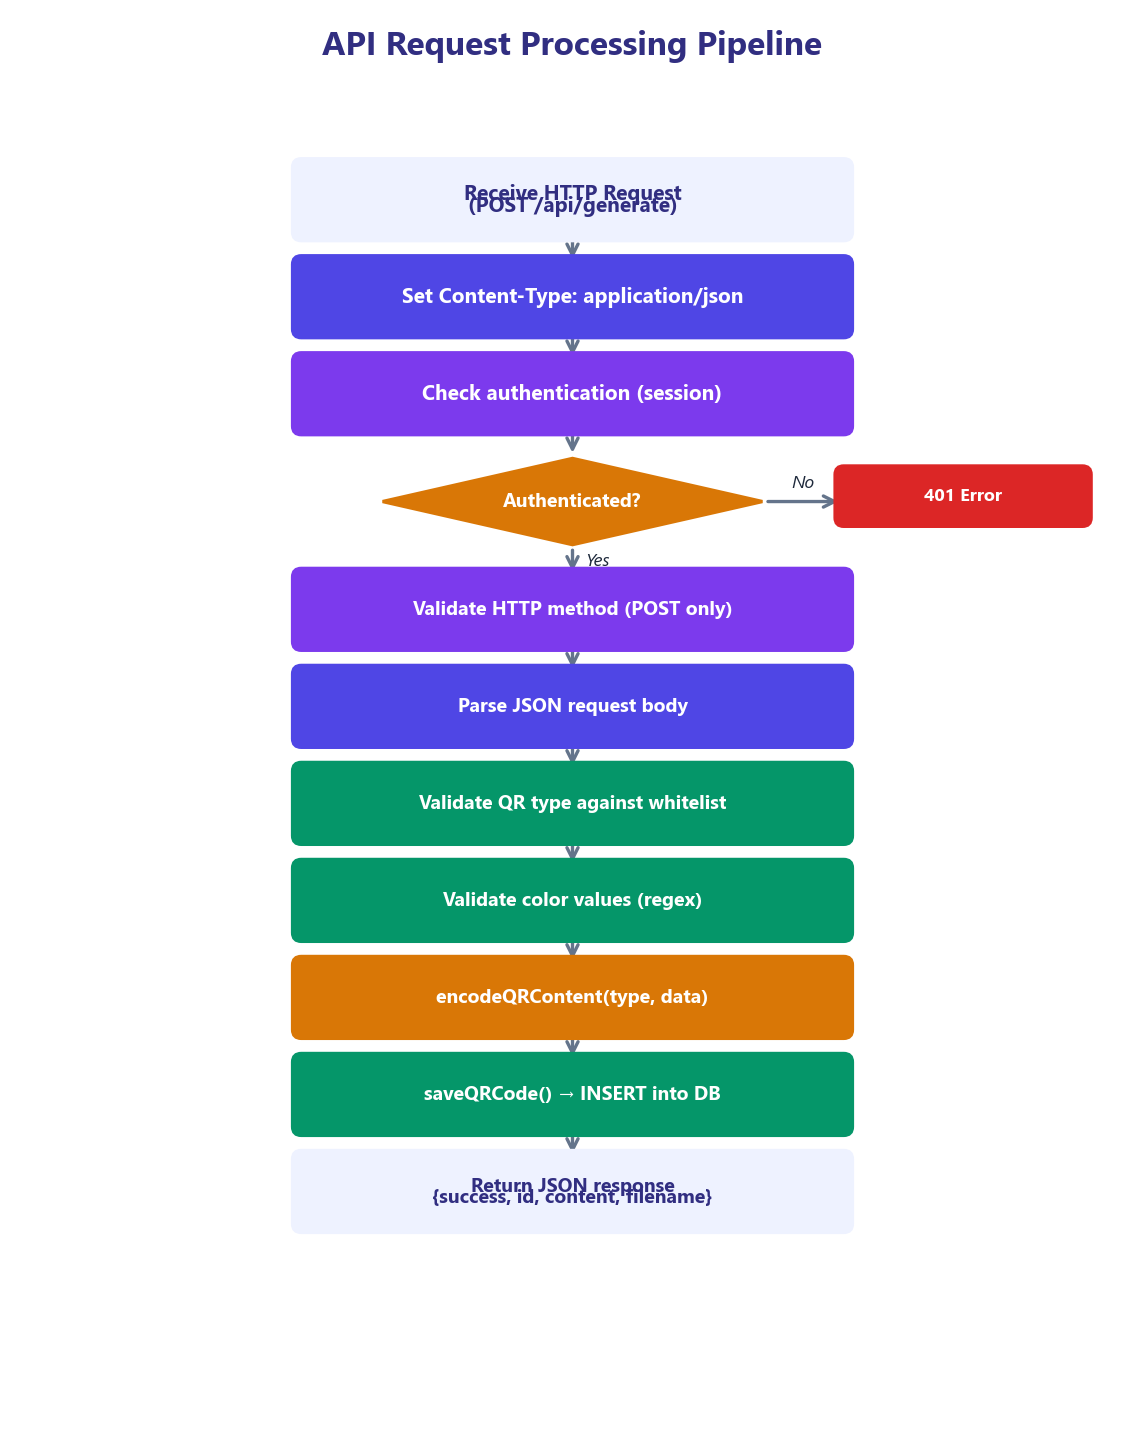 API Request Processing Pipeline
Receive HTTP Request
(POST /api/generate)
Set Content-Type: application/json
Check authentication (session)
Authenticated?
No
401 Error
Yes
Validate HTTP method (POST only)
Parse JSON request body
Validate QR type against whitelist
Validate color values (regex)
encodeQRContent(type, data)
saveQRCode() → INSERT into DB
Return JSON response
{success, id, content, filename}